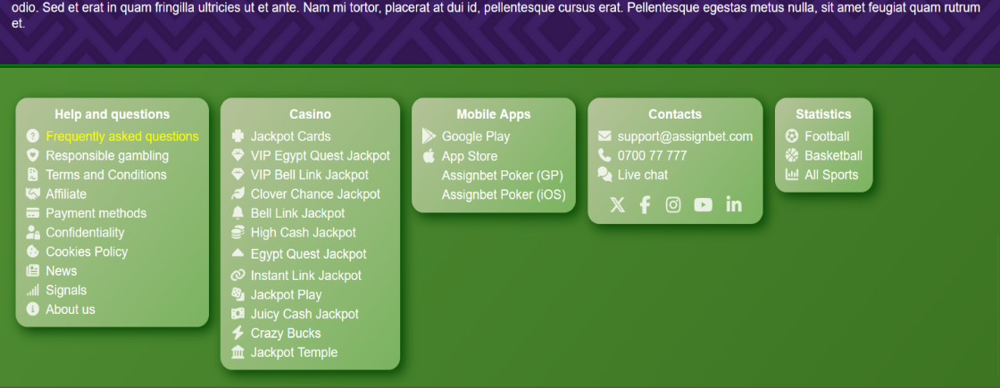 odio. Sed et erat in quam fringilla ultricies ut et ante. Nam mi tortor, placerat at dui id, pellentesque cursus erat. Pellentesque egestas metus nulla, sit amet feugiat quam rutrum
et.
Help and questions
Frequently asked questions
Responsible gambling
Terms and Conditions
Affiliate
Payment methods
Confidentiality
Cookies Policy
News
Signals
About us
Casino
Jackpot Cards
VIP Egypt Quest Jackpot
VIP Bell Link Jackpot
Clover Chance Jackpot
Bell Link Jackpot
High Cash Jackpot
Egypt Quest Jackpot
Instant Link Jackpot
Jackpot Play
Juicy Cash Jackpot
Crazy Bucks
Jackpot Temple
Mobile Apps
Google Play
App Store
Assignbet Poker (GP)
Assignbet Poker (iOS)
Contacts
support@assignbet.com
0700 77 777
Live chat
Statistics
Football
Basketball
All Sports